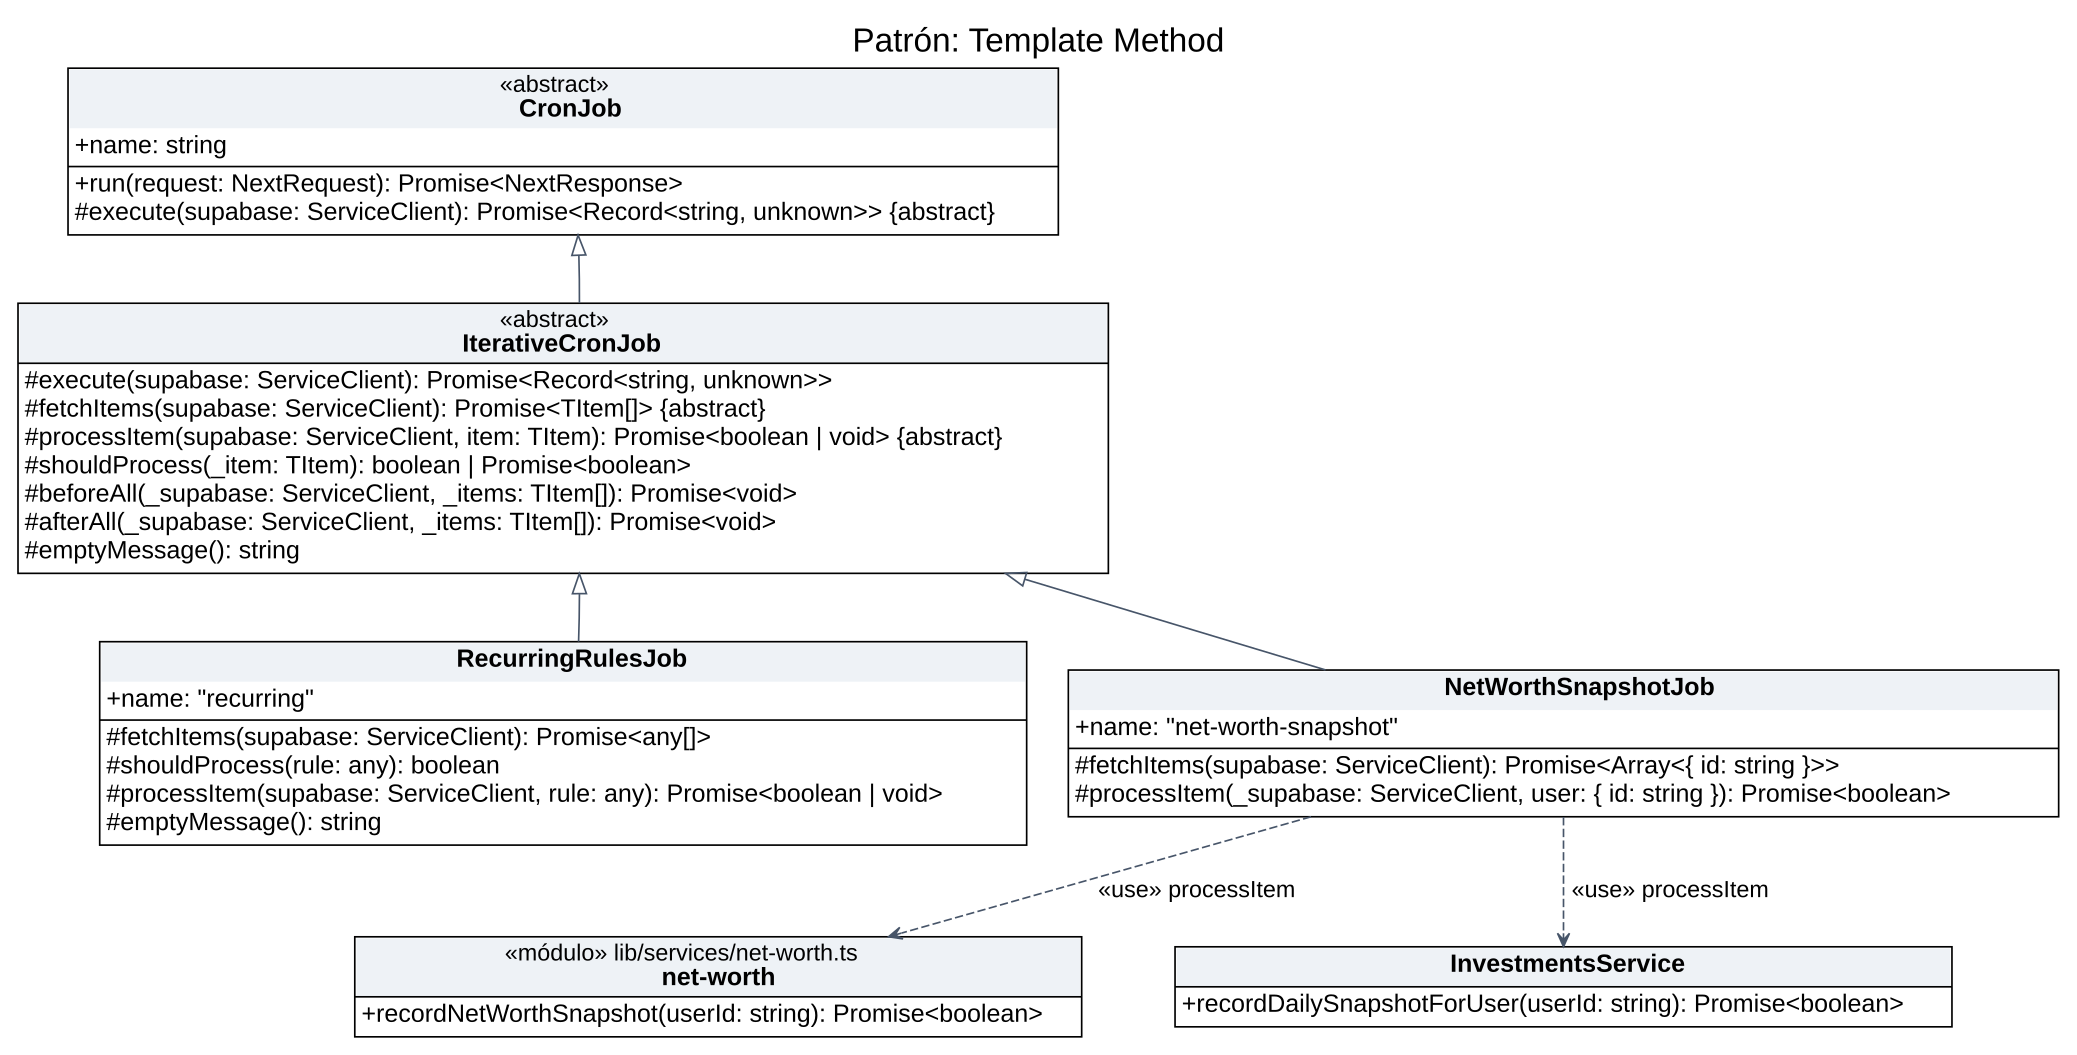 Patrón: Template Method
«abstract»
CronJob
+name: string
+run(request: NextRequest): Promise<NextResponse>
#execute(supabase: ServiceClient): Promise<Record<string, unknown>> {abstract}
«abstract»
IterativeCronJob
#execute(supabase: ServiceClient): Promise<Record<string, unknown>>
#fetchItems(supabase: ServiceClient): Promise<TItem[]> {abstract}
#processItem(supabase: ServiceClient, item: TItem): Promise<boolean | void> {abstract}
#shouldProcess(_item: TItem): boolean | Promise<boolean>
#beforeAll(_supabase: ServiceClient, _items: TItem[]): Promise<void>
#afterAll(_supabase: ServiceClient, _items: TItem[]): Promise<void>
#emptyMessage(): string
RecurringRulesJob
+name: "recurring"
#fetchItems(supabase: ServiceClient): Promise<any[]>
#shouldProcess(rule: any): boolean
#processItem(supabase: ServiceClient, rule: any): Promise<boolean | void>
#emptyMessage(): string
NetWorthSnapshotJob
+name: "net-worth-snapshot"
#fetchItems(supabase: ServiceClient): Promise<Array<{ id: string }>>
#processItem(_supabase: ServiceClient, user: { id: string }): Promise<boolean>
«use» processItem
«use» processItem
«módulo» lib/services/net-worth.ts
net-worth
+recordNetWorthSnapshot(userId: string): Promise<boolean>
InvestmentsService
+recordDailySnapshotForUser(userId: string): Promise<boolean>